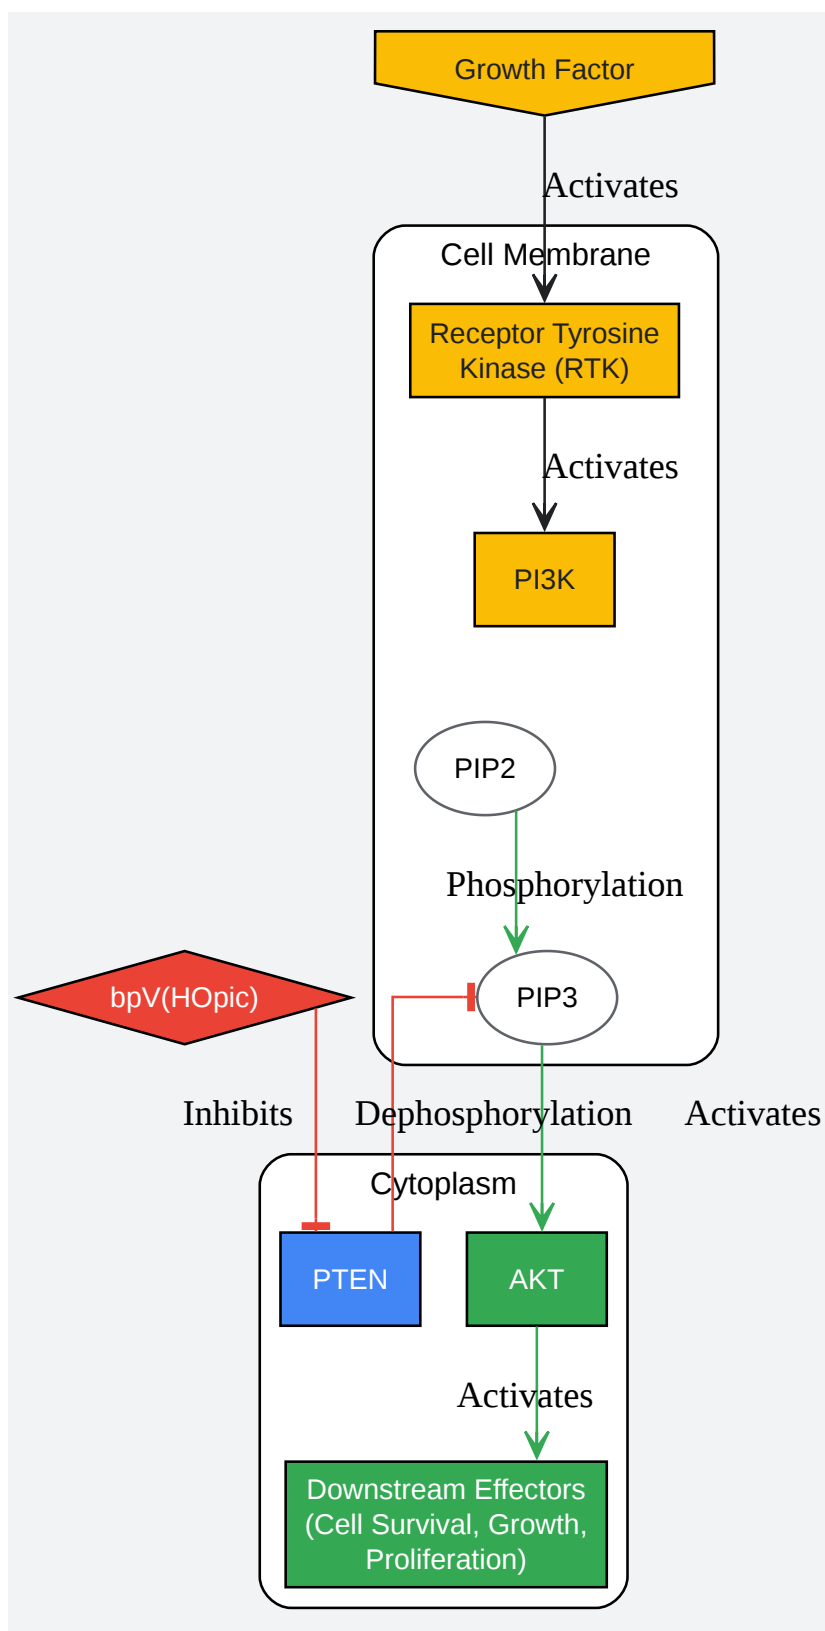 Growth Factor
Activates
Cell Membrane
Receptor Tyrosine
Kinase (RTK)
Activates
PI3K
PIP2
Phosphorylation
bpV(HOpic)
PIP3
Inhibits
Dephosphorylation
Activates
Cytoplasm
PTEN
AKT
Activates
Downstream Effectors
(Cell Survival, Growth,
Proliferation)